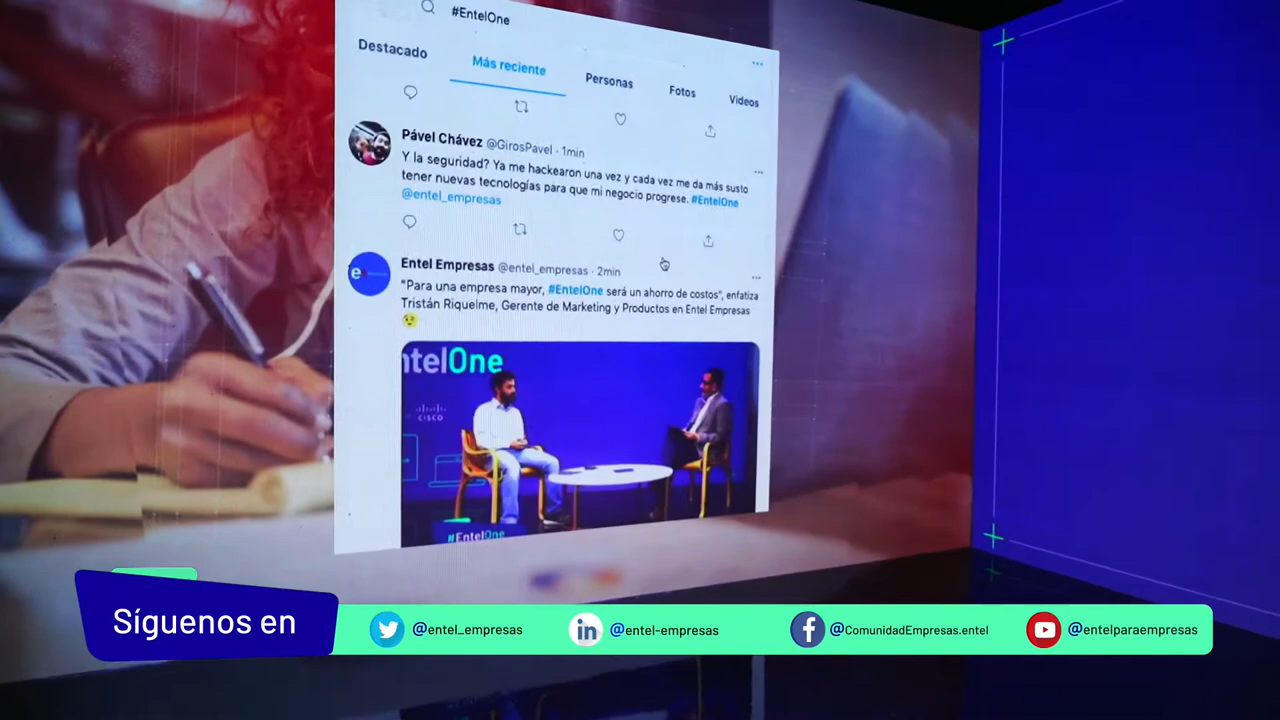 #EntelOne
Destacado
Más reciente
Personas
Fotos
Videos
Pável Chávez @GirosPavel · 1min
Y la seguridad? Ya me hackearon una vez y cada vez me da más susto
tener nuevas tecnologías para que mi negocio progrese. #EntelOne
@entel_empresas
e
Entel Empresas @entel_empresas · 2min
"Para una empresa mayor, #EntelOne será un ahorro de costos", enfatiza
Tristán Riquelme, Gerente de Marketing y Productos en Entel Empresas
ntelOne
CISCO
#EntelOne
Síguenos en
@entel_empresas
in @entel-empresas
f @ComunidadEmpresas.entel
@entelparaempresas